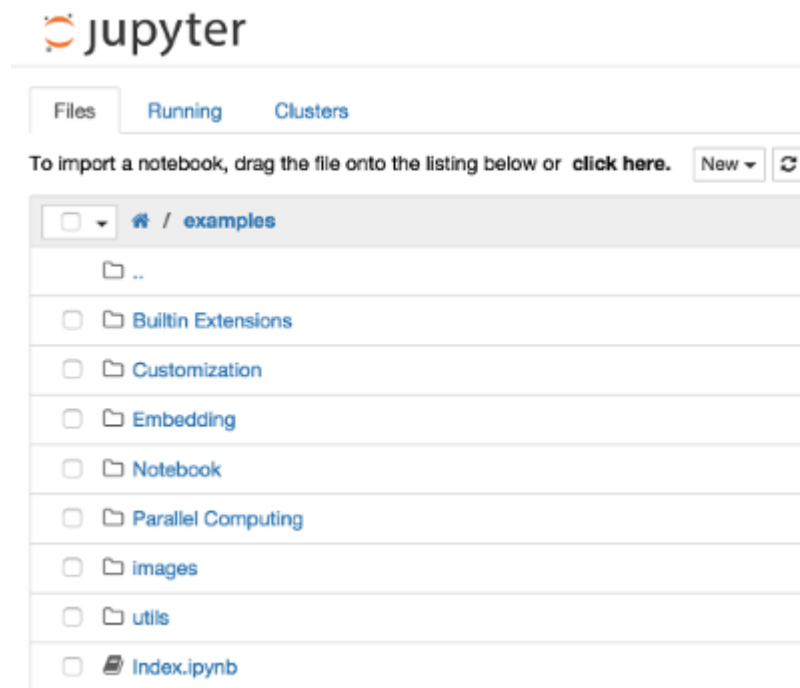 jupyter
Files Running Clusters
To import a notebook, drag the file onto the listing below or click here. New
/ examples
..
Builtin Extensions
Customization
Embedding
Notebook
Parallel Computing
images
utils
Index.ipynb